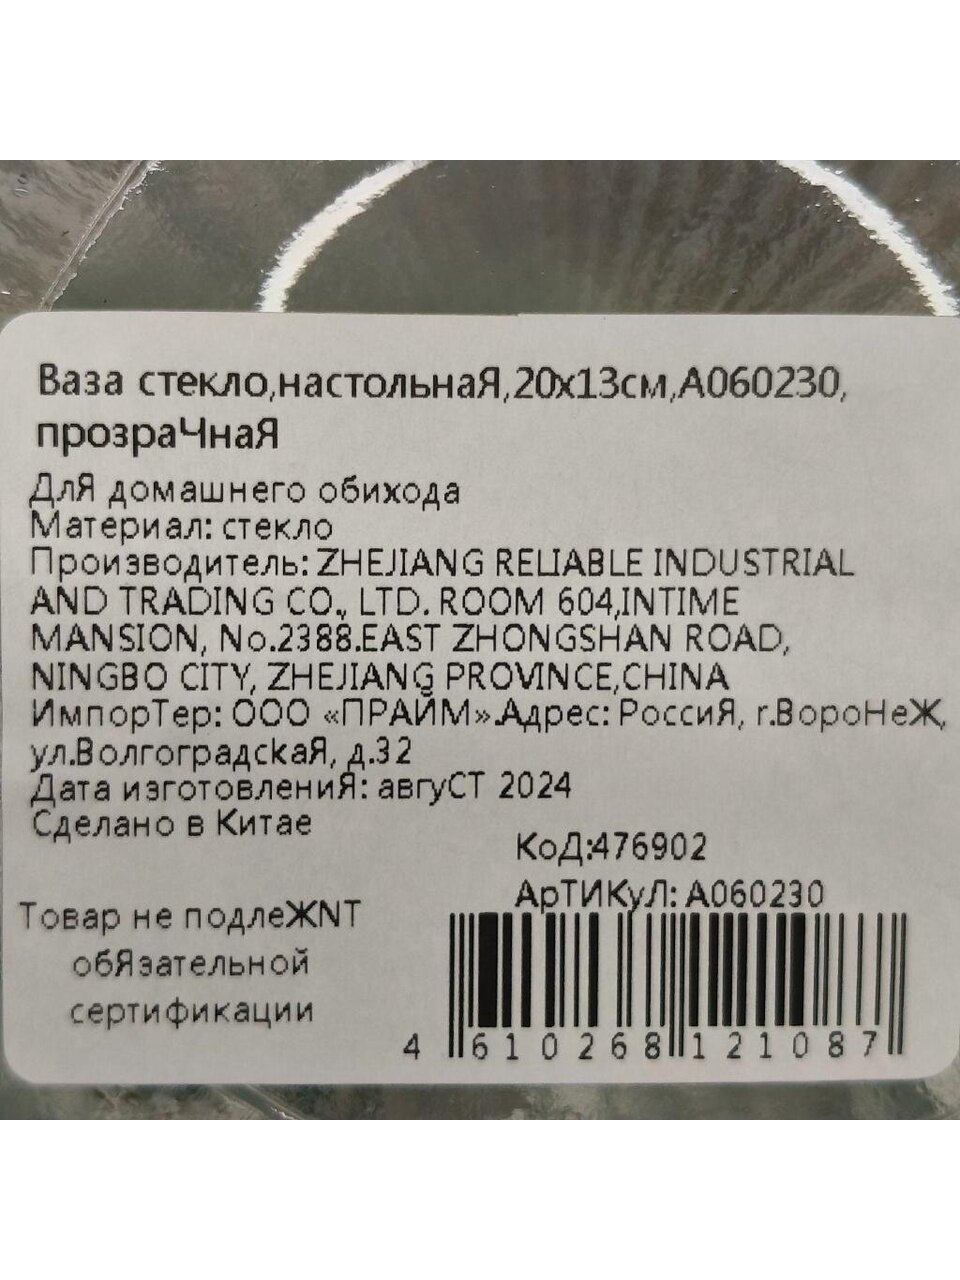 Ваза стекло,настольнаЯ,20х13см,А060230,
прозраЧнаЯ
ДлЯ домашнего обихода
Материал: стекло
Производитель: ZHEJIANG RELIABLE INDUSTRIAL
AND TRADING CO., LTD. ROOM 604,INTIME
MANSION, No.2388.EAST ZHONGSHAN ROAD,
NINGBO CITY, ZHEJIANG PROVINCE,CHINA
ИмпорТер: ООО «ПРАЙМ».Адрес: РоссиЯ, г.ВороНеЖ,
ул.ВолгоградскаЯ, д.32
Дата изготовлениЯ: авгуСТ 2024
Сделано в Китае
КоД:476902
АрТИКуЛ: А060230
Товар не подлеЖNT
обЯзательной
сертификации
4 610268 121087